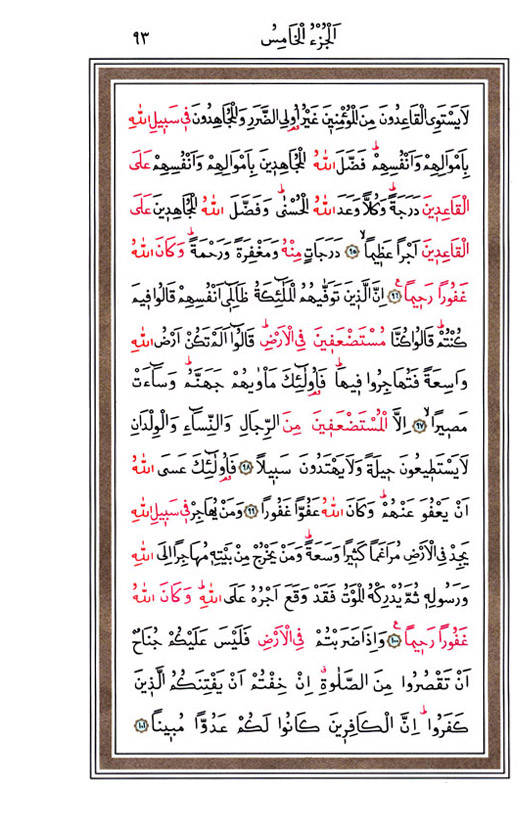 اَلْجُزْءُ الْخَامِسُ ٩٣
لَا يَسْتَوِى الْقَاعِدُونَ مِنَ الْمُؤْمِنٖينَ غَيْرُ اُو۬لِى الضَّرَرِ وَالْمُجَاهِدُونَ فٖى سَبٖيلِ اللّٰهِ
بِاَمْوَالِهِمْ وَاَنْفُسِهِمْؕ فَضَّلَ اللّٰهُ الْمُجَاهِدٖينَ بِاَمْوَالِهِمْ وَاَنْفُسِهِمْ عَلَى
الْقَاعِدٖينَ دَرَجَةًؕ وَكُلًّا وَعَدَ اللّٰهُ الْحُسْنٰىؕ وَفَضَّلَ اللّٰهُ الْمُجَاهِدٖينَ عَلَى
الْقَاعِدٖينَ اَجْرًا عَظٖيمًاۙ ﴿٩٥﴾ دَرَجَاتٍ مِنْهُ وَمَغْفِرَةً وَرَحْمَةًؕ وَكَانَ اللّٰهُ
غَفُورًا رَحٖيمًاࣖ ﴿٩٦﴾ اِنَّ الَّذٖينَ تَوَفّٰيهُمُ الْمَلٰٓئِكَةُ ظَالِمٖٓى اَنْفُسِهِمْ قَالُوا فٖيمَ
كُنْتُمْؕ قَالُوا كُنَّا مُسْتَضْعَفٖينَ فِى الْاَرْضِؕ قَالُٓوا اَلَمْ تَكُنْ اَرْضُ اللّٰهِ
وَاسِعَةً فَتُهَاجِرُوا فٖيهَاؕ فَاُو۬لٰٓئِكَ مَاْوٰيهُمْ جَهَنَّمُؕ وَسَٓاءَتْ
مَصٖيرًاۙ ﴿٩٧﴾ اِلَّا الْمُسْتَضْعَفٖينَ مِنَ الرِّجَالِ وَالنِّسَٓاءِ وَالْوِلْدَانِ
لَا يَسْتَطٖيعُونَ حٖيلَةً وَلَا يَهْتَدُونَ سَبٖيلًاۙ ﴿٩٨﴾ فَاُو۬لٰٓئِكَ عَسَى اللّٰهُ
اَنْ يَعْفُوَ عَنْهُمْؕ وَكَانَ اللّٰهُ عَفُوًّا غَفُورًا ﴿٩٩﴾ وَمَنْ يُهَاجِرْ فٖى سَبٖيلِ اللّٰهِ
يَجِدْ فِى الْاَرْضِ مُرَاغَمًا كَثٖيرًا وَسَعَةًؕ وَمَنْ يَخْرُجْ مِنْ بَيْتِهٖ مُهَاجِرًا اِلَى اللّٰهِ
وَرَسُولِهٖ ثُمَّ يُدْرِكْهُ الْمَوْتُ فَقَدْ وَقَعَ اَجْرُهُ عَلَى اللّٰهِؕ وَكَانَ اللّٰهُ
غَفُورًا رَحٖيمًاࣖ ﴿١٠٠﴾ وَاِذَا ضَرَبْتُمْ فِى الْاَرْضِ فَلَيْسَ عَلَيْكُمْ جُنَاحٌ
اَنْ تَقْصُرُوا مِنَ الصَّلٰوةِࣗ اِنْ خِفْتُمْ اَنْ يَفْتِنَكُمُ الَّذٖينَ
كَفَرُواؕ اِنَّ الْكَافِرٖينَ كَانُوا لَكُمْ عَدُوًّا مُبٖينًا ﴿١٠١﴾